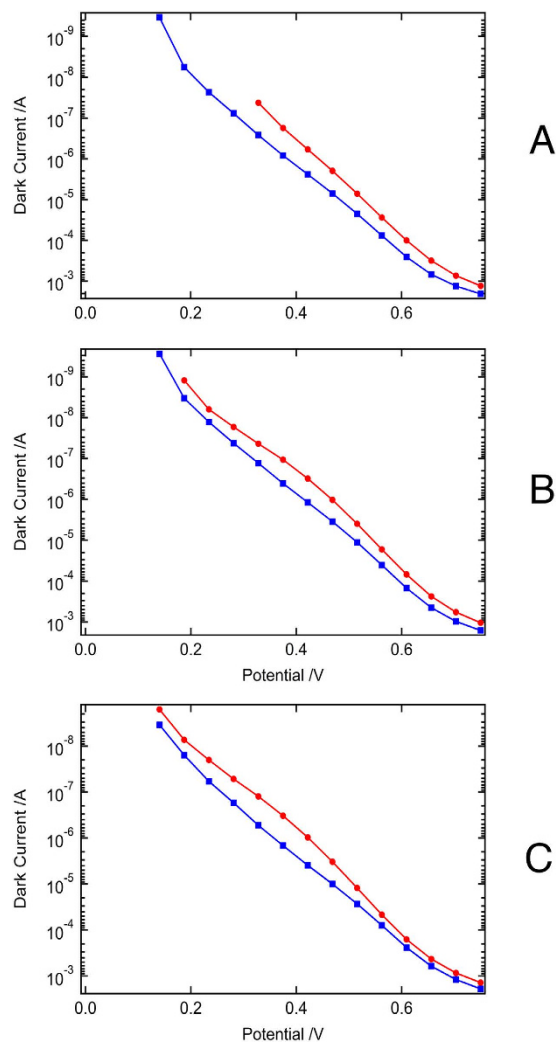 10⁻⁹
10⁻⁸
10⁻⁷
10⁻⁶
10⁻⁵
10⁻⁴
10⁻³
Dark Current /A
0.0 0.2 0.4 0.6
A
10⁻⁹
10⁻⁸
10⁻⁷
10⁻⁶
10⁻⁵
10⁻⁴
10⁻³
Dark Current /A
0.0 0.2 0.4 0.6
Potential /V
B
10⁻⁸
10⁻⁷
10⁻⁶
10⁻⁵
10⁻⁴
10⁻³
Dark Current /A
0.0 0.2 0.4 0.6
Potential /V
C